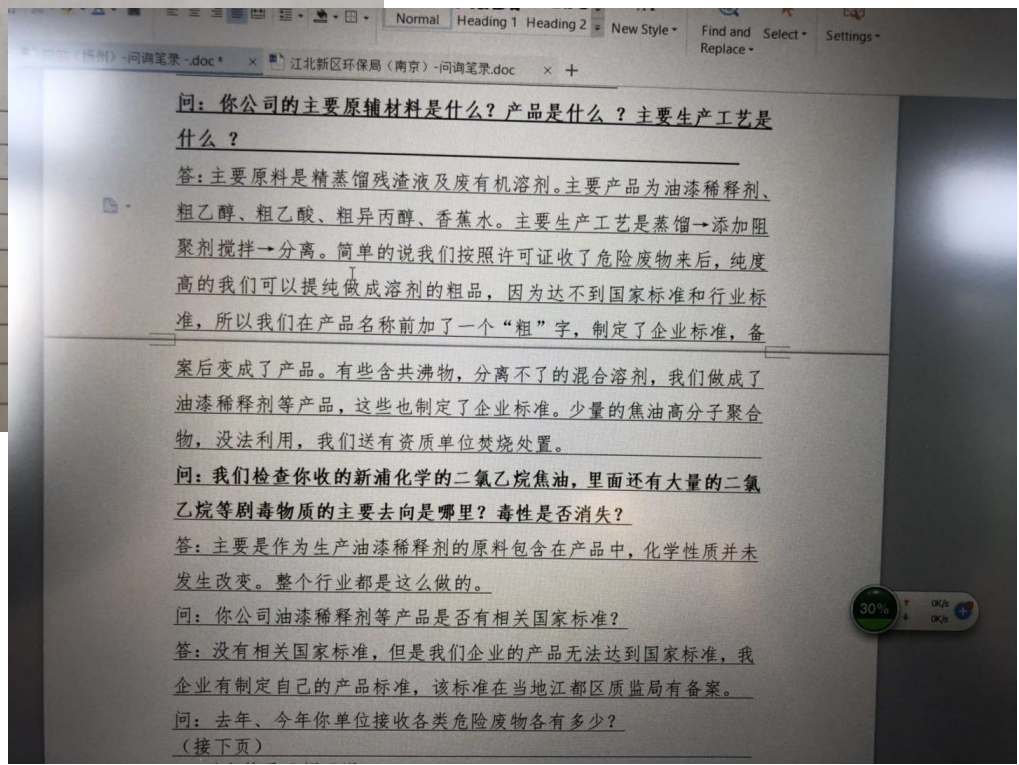 Normal
Heading 1
Heading 2
New Style
Find and
Replace
Select
Settings
（扬州）-问询笔录 -.doc *
×
江北新区环保局（南京）-问询笔录.doc
×
+
问：你公司的主要原辅材料是什么？产品是什么 ？主要生产工艺是
什么 ？
答：主要原料是精蒸馏残渣液及废有机溶剂。主要产品为油漆稀释剂、
粗乙醇、粗乙酸、粗异丙醇、香蕉水。主要生产工艺是蒸馏→添加阻
聚剂搅拌→分离。简单的说我们按照许可证收了危险废物来后，纯度
高的我们可以提纯做成溶剂的粗品，因为达不到国家标准和行业标
准，所以我们在产品名称前加了一个“粗”字，制定了企业标准，备
案后变成了产品。有些含共沸物，分离不了的混合溶剂，我们做成了
油漆稀释剂等产品，这些也制定了企业标准。少量的焦油高分子聚合
物，没法利用，我们送有资质单位焚烧处置。
问：我们检查你收的新浦化学的二氯乙烷焦油，里面还有大量的二氯
乙烷等剧毒物质的主要去向是哪里？毒性是否消失？
答：主要是作为生产油漆稀释剂的原料包含在产品中，化学性质并未
发生改变。整个行业都是这么做的。
问：你公司油漆稀释剂等产品是否有相关国家标准？
答：没有相关国家标准，但是我们企业的产品无法达到国家标准，我
企业有制定自己的产品标准，该标准在当地江都区质监局有备案。
问：去年、今年你单位接收各类危险废物各有多少？
（接下页）
30%
0K/s
0K/s